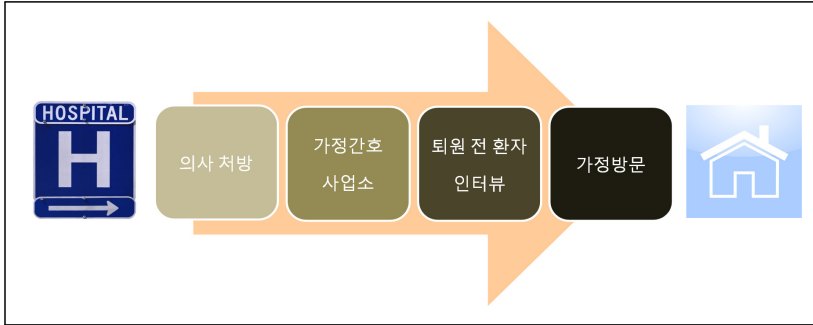 HOSPITAL
H
의사 처방
가정간호
사업소
퇴원 전 환자
인터뷰
가정방문